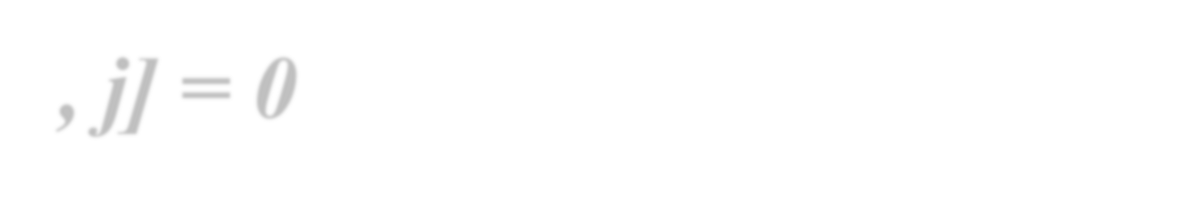 , j] = 0